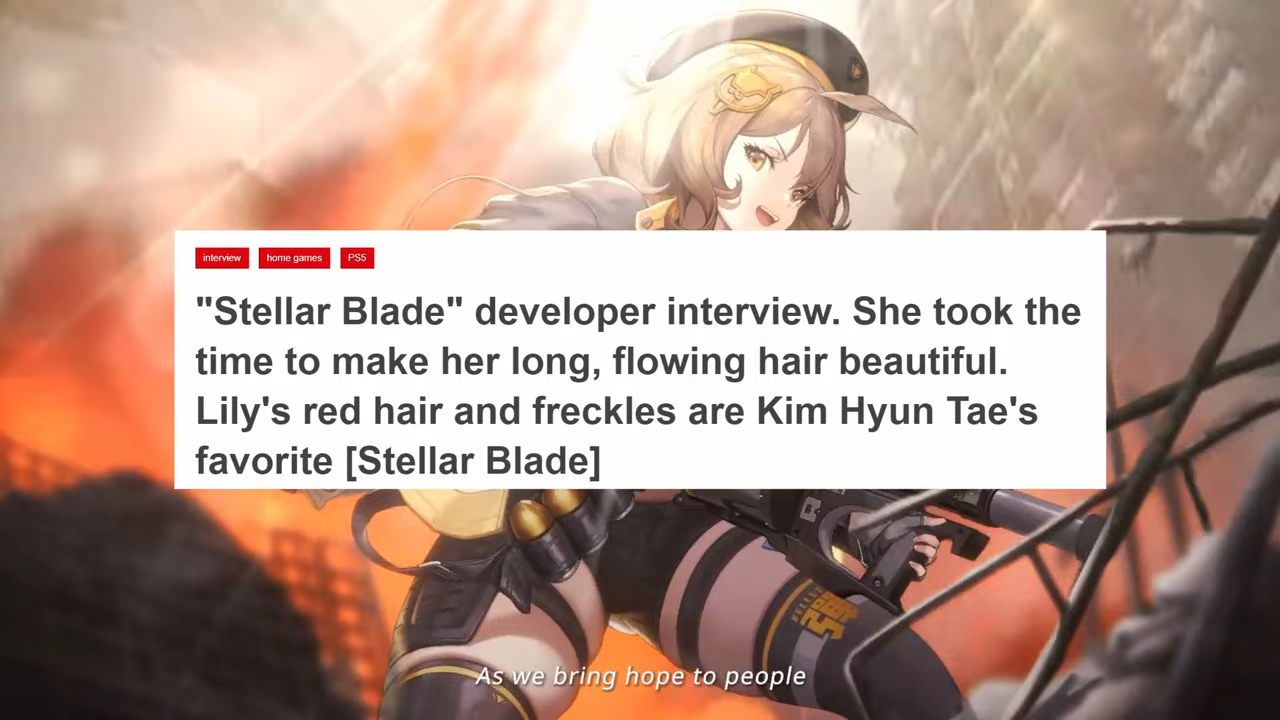 interview home games PS5
"Stellar Blade" developer interview. She took the
time to make her long, flowing hair beautiful.
Lily's red hair and freckles are Kim Hyun Tae's
favorite [Stellar Blade]
As we bring hope to people